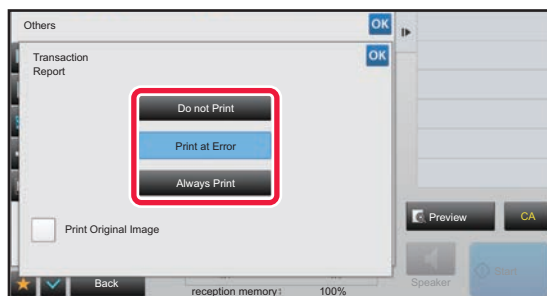 Others
OK
Transaction
Report
OK
Do not Print
Print at Error
Always Print
Print Original Image
Preview
CA
Back
reception memory:
100%
Speaker
Start